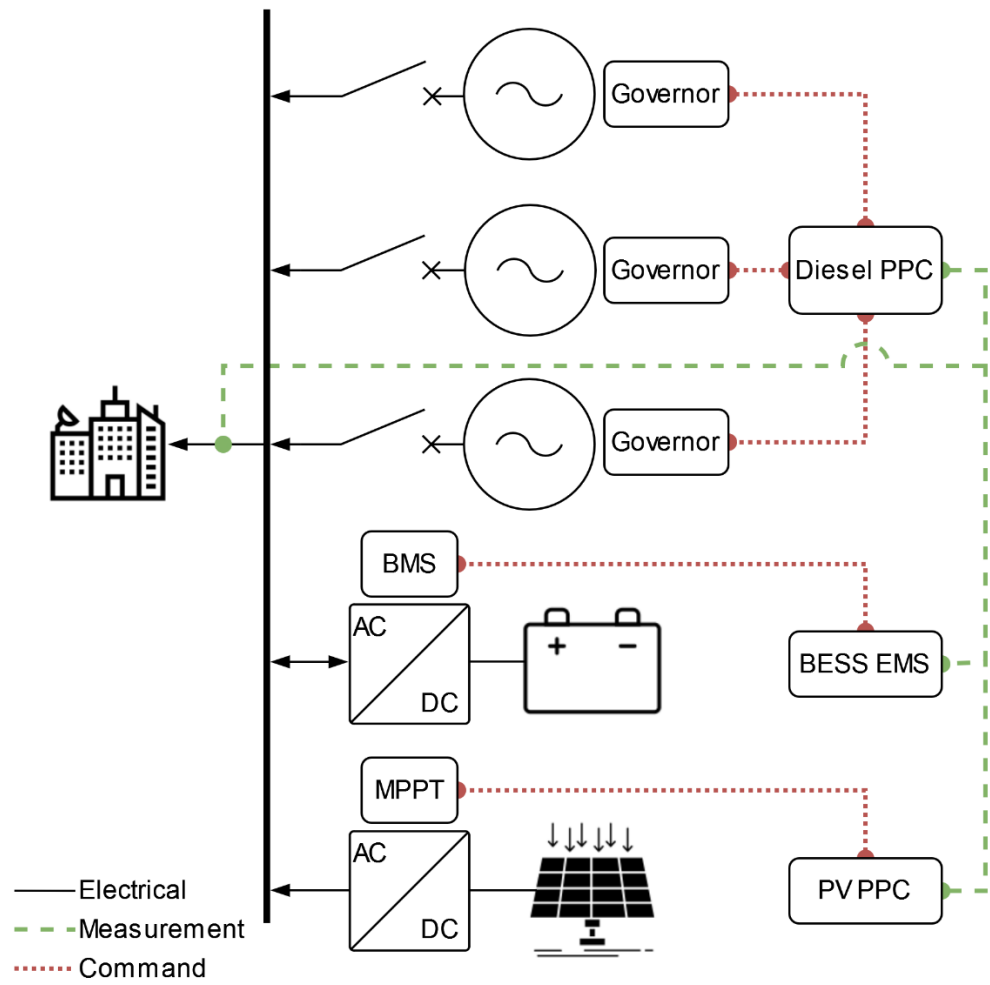 Governor
Governor
Diesel PPC
Governor
BMS
AC
DC
+ −
BESS EMS
MPPT
AC
DC
PV PPC
Electrical
Measurement
Command